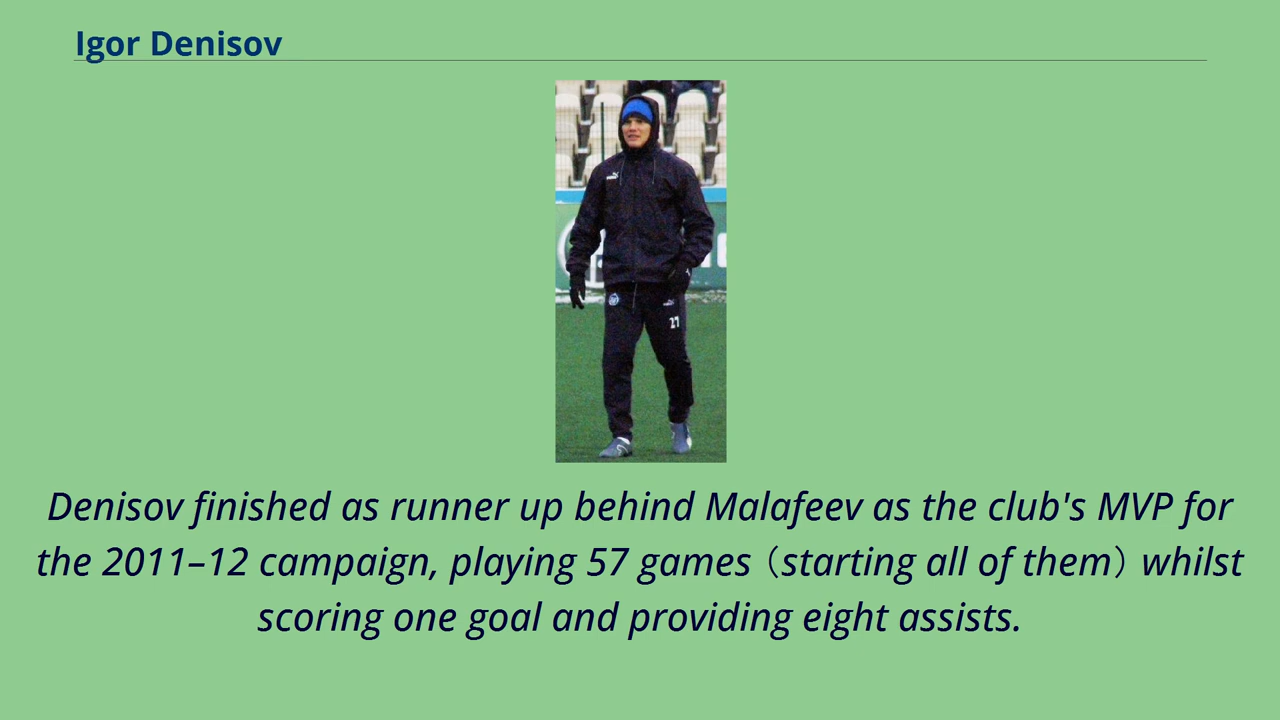 Igor Denisov
27
Denisov finished as runner up behind Malafeev as the club's MVP for
the 2011–12 campaign, playing 57 games (starting all of them) whilst
scoring one goal and providing eight assists.